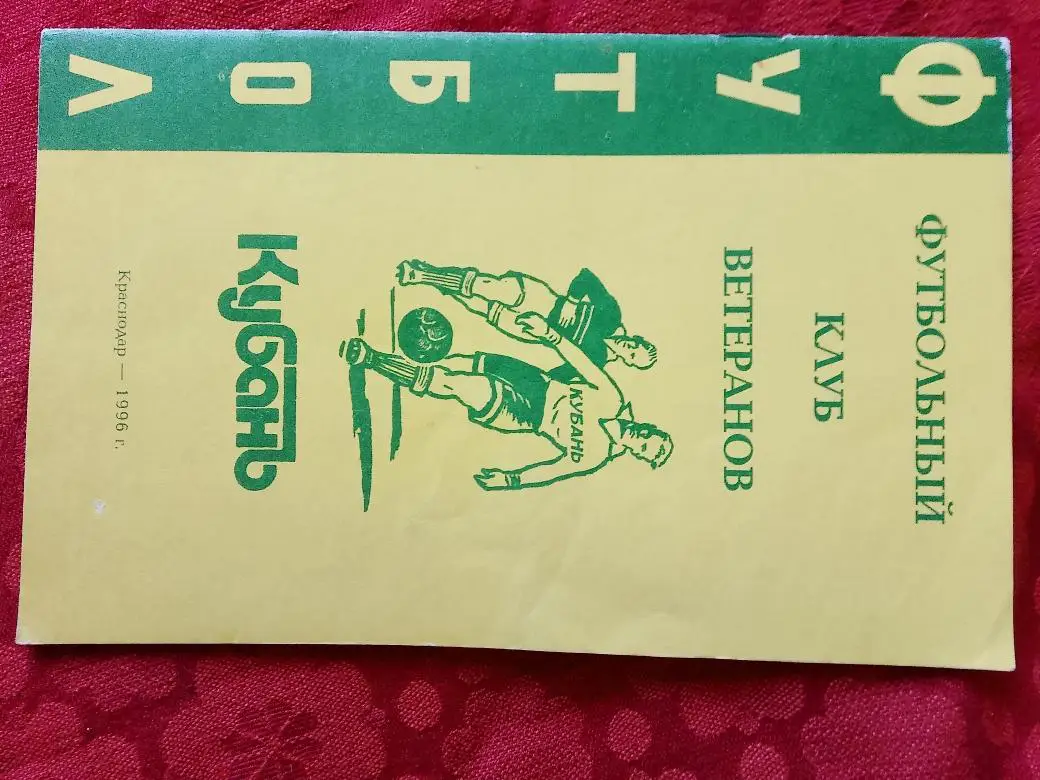 ФУТБОЛ
ФУТБОЛЬНЫЙ
КЛУБ
ВЕТЕРАНОВ
КУБАНЬ
Кубань
Краснодар — 1996 г.